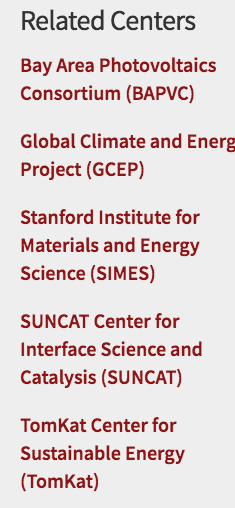 Related Centers
Bay Area Photovoltaics
Consortium (BAPVC)
Global Climate and Energ
Project (GCEP)
Stanford Institute for
Materials and Energy
Science (SIMES)
SUNCAT Center for
Interface Science and
Catalysis (SUNCAT)
TomKat Center for
Sustainable Energy
(TomKat)